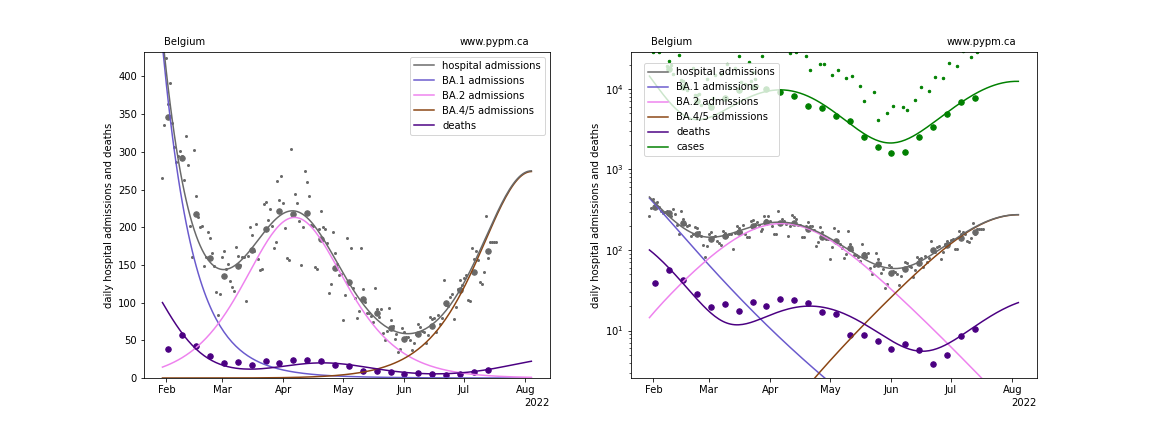 Belgium www.pypm.ca
daily hospital admissions and deaths
400
350
300
250
200
150
100
50
0
hospital admissions
BA.1 admissions
BA.2 admissions
BA.4/5 admissions
deaths
Feb Mar Apr May Jun Jul Aug
2022
Belgium www.pypm.ca
daily hospital admissions and deaths
10⁴
10³
10²
10¹
hospital admissions
BA.1 admissions
BA.2 admissions
BA.4/5 admissions
deaths
cases
Feb Mar Apr May Jun Jul Aug
2022